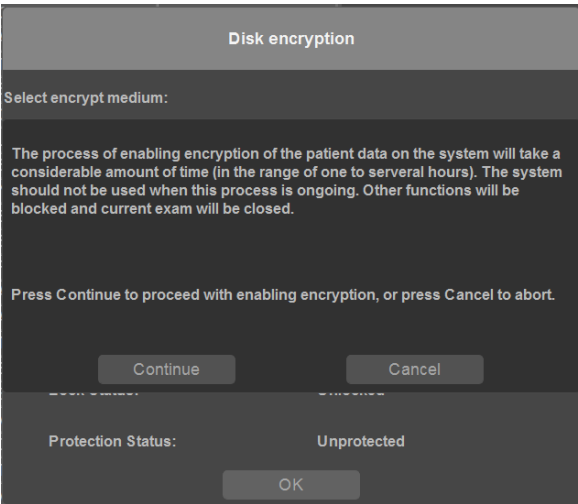 Disk encryption
Select encrypt medium:
The process of enabling encryption of the patient data on the system will take a
considerable amount of time (in the range of one to serveral hours). The system
should not be used when this process is ongoing. Other functions will be
blocked and current exam will be closed.
Press Continue to proceed with enabling encryption, or press Cancel to abort.
Continue Cancel
Protection Status: Unprotected
OK